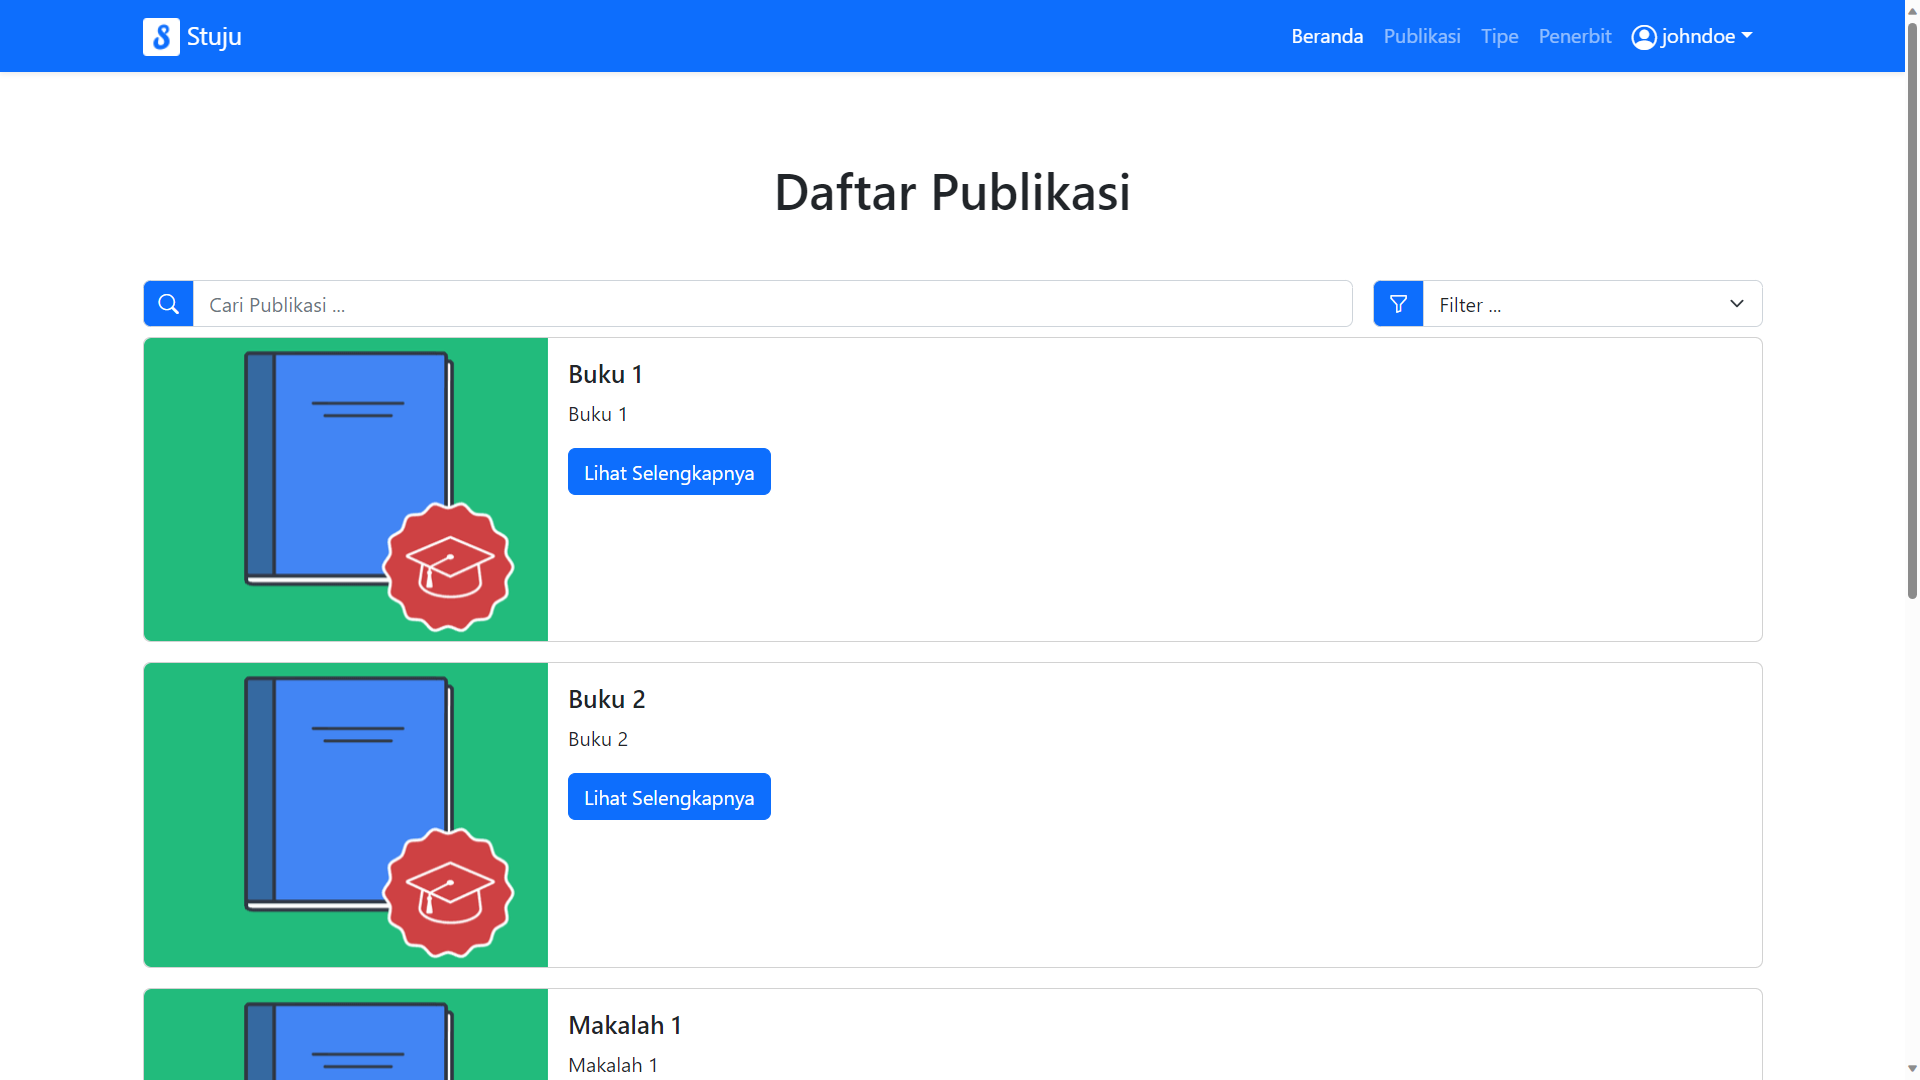 Stuju
Beranda Publikasi Tipe Penerbit johndoe
Daftar Publikasi
Cari Publikasi ...
Filter ...
Buku 1
Buku 1
Lihat Selengkapnya
Buku 2
Buku 2
Lihat Selengkapnya
Makalah 1
Makalah 1